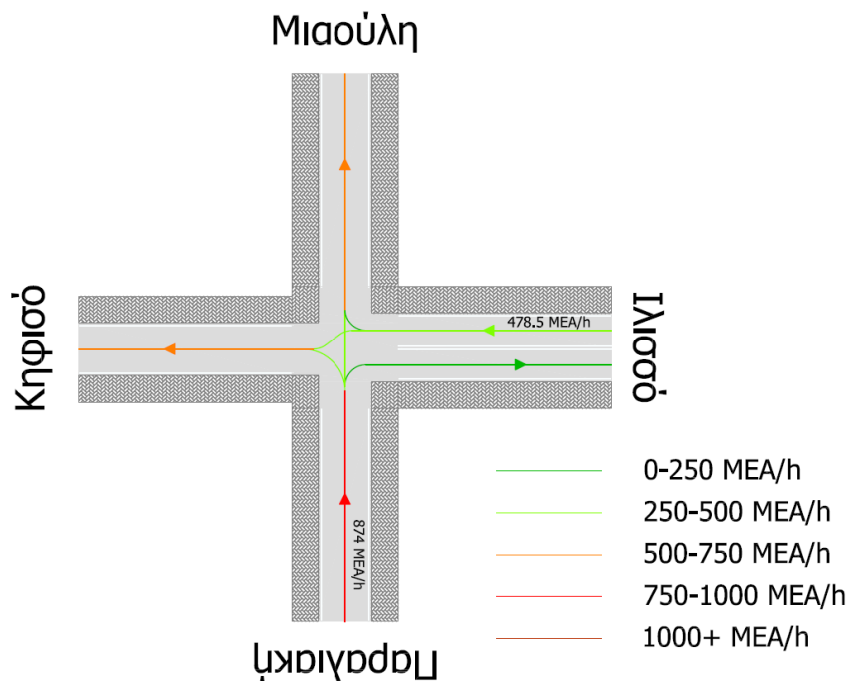 Μιαούλη
Κηφισό
478.5 ΜΕΑ/h
Ιλισσό
874 ΜΕΑ/h
Παραλιακή
0-250 ΜΕΑ/h
250-500 ΜΕΑ/h
500-750 ΜΕΑ/h
750-1000 ΜΕΑ/h
1000+ ΜΕΑ/h